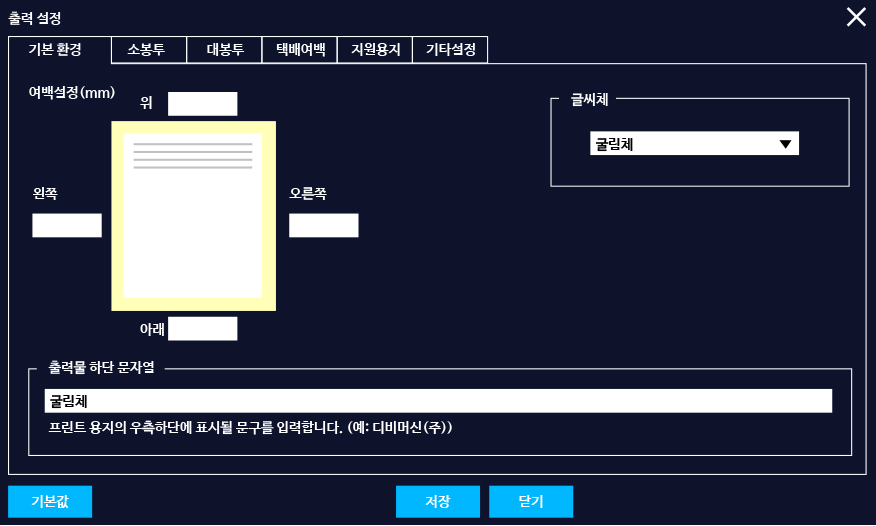 출력 설정
기본 환경 소봉투 대봉투 택배여백 지원용지 기타설정
여백설정(mm)
위
글씨체
굴림체
왼쪽
오른쪽
아래
출력물 하단 문자열
굴림체
프린트 용지의 우측하단에 표시될 문구를 입력합니다. (예: 디비머신(주))
기본값 저장 닫기